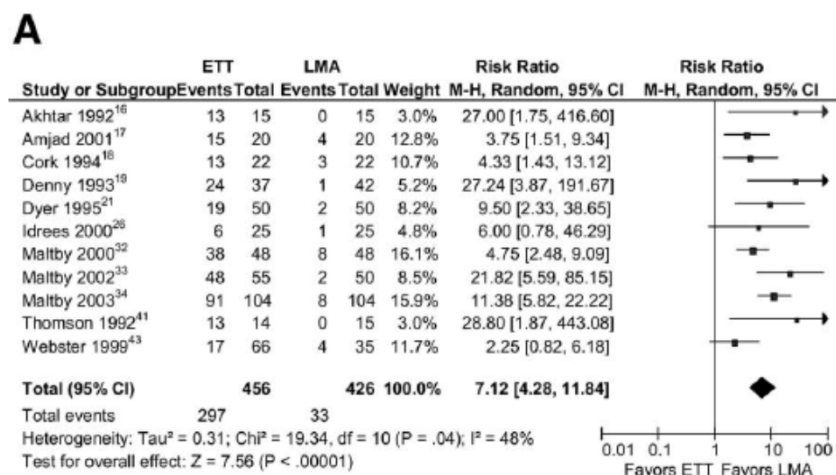 A
ETT LMA Risk Ratio Risk Ratio
Study or Subgroup Events Total Events Total Weight M-H, Random, 95% CI M-H, Random, 95% CI
Akhtar 1992¹⁶ 13 15 0 15 3.0% 27.00 [1.75, 416.60]
Amjad 2001¹⁷ 15 20 4 20 12.8% 3.75 [1.51, 9.34]
Cork 1994¹⁸ 13 22 3 22 10.7% 4.33 [1.43, 13.12]
Denny 1993¹⁹ 24 37 1 42 5.2% 27.24 [3.87, 191.67]
Dyer 1995²¹ 19 50 2 50 8.2% 9.50 [2.33, 38.65]
Idrees 2000²⁶ 6 25 1 25 4.8% 6.00 [0.78, 46.29]
Maltby 2000³² 38 48 8 48 16.1% 4.75 [2.48, 9.09]
Maltby 2002³³ 48 55 2 50 8.5% 21.82 [5.59, 85.15]
Maltby 2003³⁴ 91 104 8 104 15.9% 11.38 [5.82, 22.22]
Thomson 1992⁴¹ 13 14 0 15 3.0% 28.80 [1.87, 443.08]
Webster 1999⁴³ 17 66 4 35 11.7% 2.25 [0.82, 6.18]
Total (95% CI) 456 426 100.0% 7.12 [4.28, 11.84]
Total events 297 33
Heterogeneity: Tau² = 0.31; Chi² = 19.34, df = 10 (P = .04); I² = 48%
Test for overall effect: Z = 7.56 (P < .00001)
0.01 0.1 1 10 100
Favors ETT Favors LMA